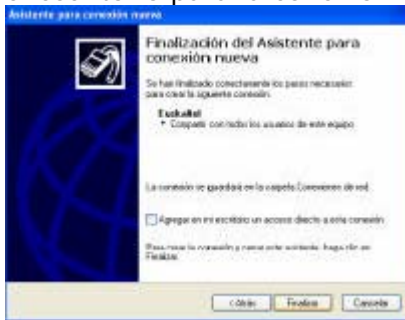 Asistente para conexión nueva
Finalización del Asistente para
conexión nueva
Se han finalizado correctamente los pasos necesarios
para crear la siguiente conexión:
Euskaltel
• Compartir con todos los usuarios de este equipo
La conexión se guardará en la carpeta Conexiones de red.
Agregar en mi escritorio un acceso directo a esta conexión
Para crear la conexión y cerrar este asistente, haga clic en
Finalizar.
< Atrás
Finalizar
Cancelar